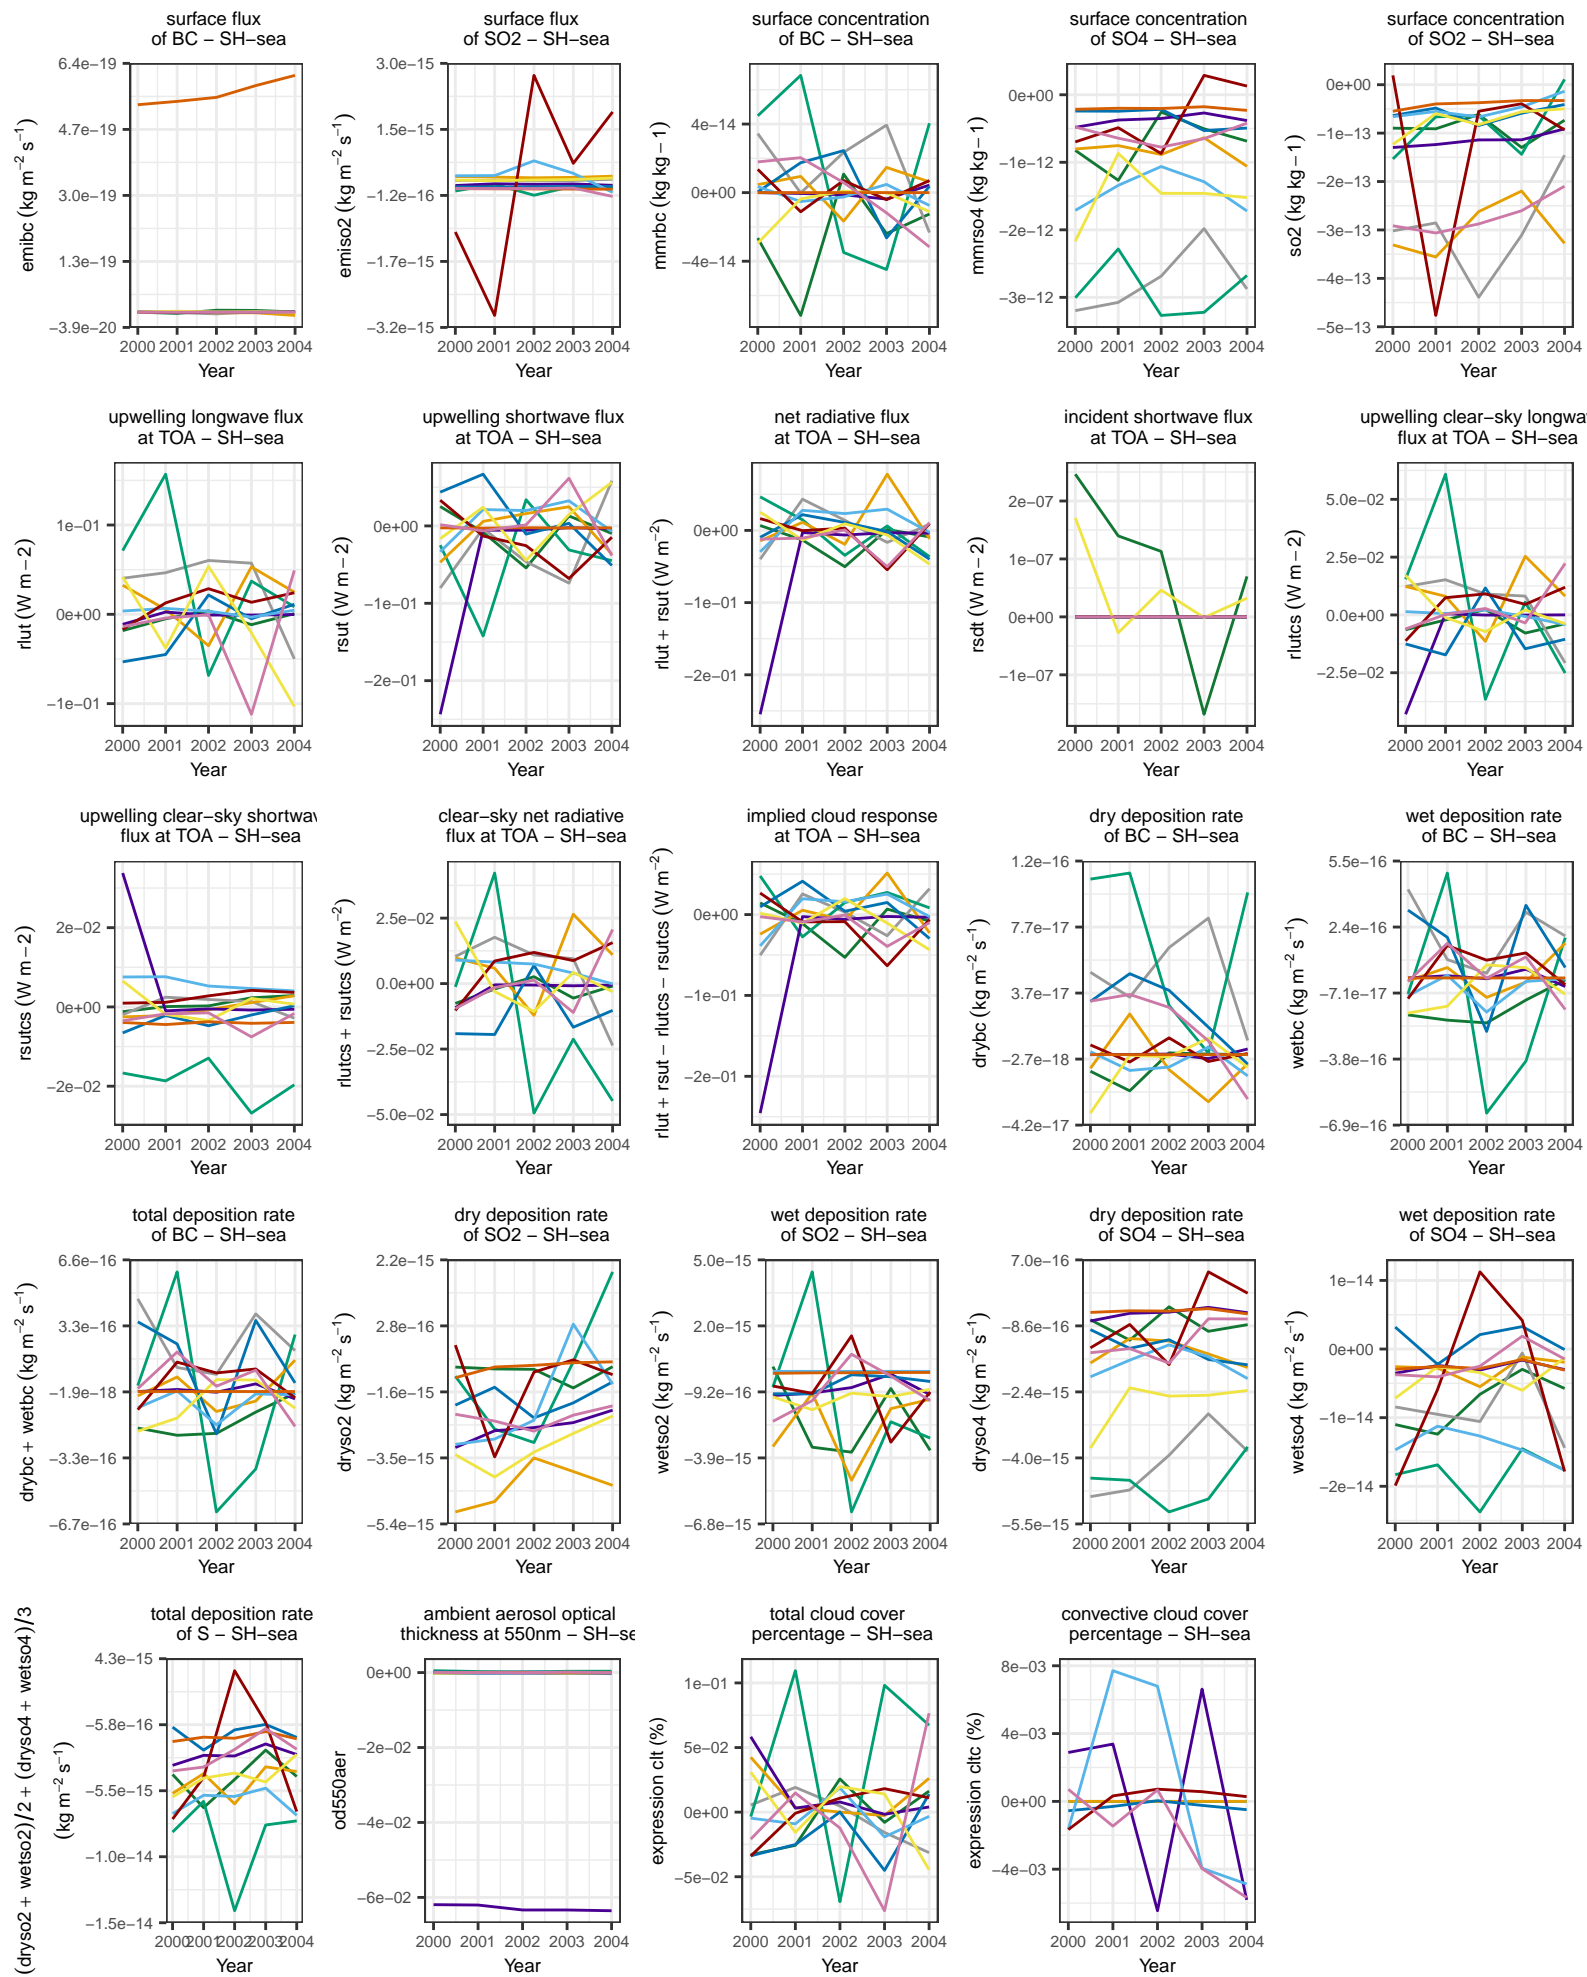 surface flux
of BC − SH−sea
surface flux
of SO2 − SH−sea
surface concentration
of BC − SH−sea
surface concentration
of SO4 − SH−sea
surface concentration
of SO2 − SH−sea
emibc (kg m−2 s−1)
6.4e−19
4.7e−19
3.0e−19
1.3e−19
−3.9e−20
2000 2001 2002 2003 2004
Year
emiso2 (kg m−2 s−1)
3.0e−15
1.5e−15
−1.2e−16
−1.7e−15
−3.2e−15
2000 2001 2002 2003 2004
Year
mmrbc (kg kg−1)
4e−14
0e+00
−4e−14
2000 2001 2002 2003 2004
Year
mmrso4 (kg kg−1)
0e+00
−1e−12
−2e−12
−3e−12
2000 2001 2002 2003 2004
Year
so2 (kg kg−1)
0e+00
−1e−13
−2e−13
−3e−13
−4e−13
−5e−13
2000 2001 2002 2003 2004
Year
upwelling longwave flux
at TOA − SH−sea
upwelling shortwave flux
at TOA − SH−sea
net radiative flux
at TOA − SH−sea
incident shortwave flux
at TOA − SH−sea
upwelling clear−sky longwa
flux at TOA − SH−sea
rlut (W m−2)
1e−01
0e+00
−1e−01
2000 2001 2002 2003 2004
Year
rsut (W m−2)
0e+00
−1e−01
−2e−01
2000 2001 2002 2003 2004
Year
rlut + rsut (W m−2)
0e+00
−1e−01
−2e−01
2000 2001 2002 2003 2004
Year
rsdt (W m−2)
2e−07
1e−07
0e+00
−1e−07
2000 2001 2002 2003 2004
Year
rlutcs (W m−2)
5.0e−02
2.5e−02
0.0e+00
−2.5e−02
2000 2001 2002 2003 2004
Year
upwelling clear−sky shortwav
flux at TOA − SH−sea
clear−sky net radiative
flux at TOA − SH−sea
implied cloud response
at TOA − SH−sea
dry deposition rate
of BC − SH−sea
wet deposition rate
of BC − SH−sea
rsutcs (W m−2)
2e−02
0e+00
−2e−02
2000 2001 2002 2003 2004
Year
rlutcs + rsutcs (W m−2)
2.5e−02
0.0e+00
−2.5e−02
−5.0e−02
2000 2001 2002 2003 2004
Year
rlut + rsut − rlutcs − rsutcs (W m−2)
0e+00
−1e−01
−2e−01
2000 2001 2002 2003 2004
Year
drybc (kg m−2 s−1)
1.2e−16
7.7e−17
3.7e−17
−2.7e−18
−4.2e−17
2000 2001 2002 2003 2004
Year
wetbc (kg m−2 s−1)
5.5e−16
2.4e−16
−7.1e−17
−3.8e−16
−6.9e−16
2000 2001 2002 2003 2004
Year
total deposition rate
of BC − SH−sea
dry deposition rate
of SO2 − SH−sea
wet deposition rate
of SO2 − SH−sea
dry deposition rate
of SO4 − SH−sea
wet deposition rate
of SO4 − SH−sea
drybc + wetbc (kg m−2 s−1)
6.6e−16
3.3e−16
−1.9e−18
−3.3e−16
−6.7e−16
2000 2001 2002 2003 2004
Year
dryso2 (kg m−2 s−1)
2.2e−15
2.8e−16
−1.6e−15
−3.5e−15
−5.4e−15
2000 2001 2002 2003 2004
Year
wetso2 (kg m−2 s−1)
5.0e−15
2.0e−15
−9.2e−16
−3.9e−15
−6.8e−15
2000 2001 2002 2003 2004
Year
dryso4 (kg m−2 s−1)
7.0e−16
−8.6e−16
−2.4e−15
−4.0e−15
−5.5e−15
2000 2001 2002 2003 2004
Year
wetso4 (kg m−2 s−1)
1e−14
0e+00
−1e−14
−2e−14
2000 2001 2002 2003 2004
Year
total deposition rate
of S − SH−sea
ambient aerosol optical
thickness at 550nm − SH−se
total cloud cover
percentage − SH−sea
convective cloud cover
percentage − SH−sea
(dryso2 + wetso2)/2 + (dryso4 + wetso4)/3
(kg m−2 s−1)
4.3e−15
−5.8e−16
−5.5e−15
−1.0e−14
−1.5e−14
2000 2001 2002 2003 2004
Year
od550aer
0e+00
−2e−02
−4e−02
−6e−02
2000 2001 2002 2003 2004
Year
expression clt (%)
1e−01
5e−02
0e+00
−5e−02
2000 2001 2002 2003 2004
Year
expression cltc (%)
8e−03
4e−03
0e+00
−4e−03
2000 2001 2002 2003 2004
Year